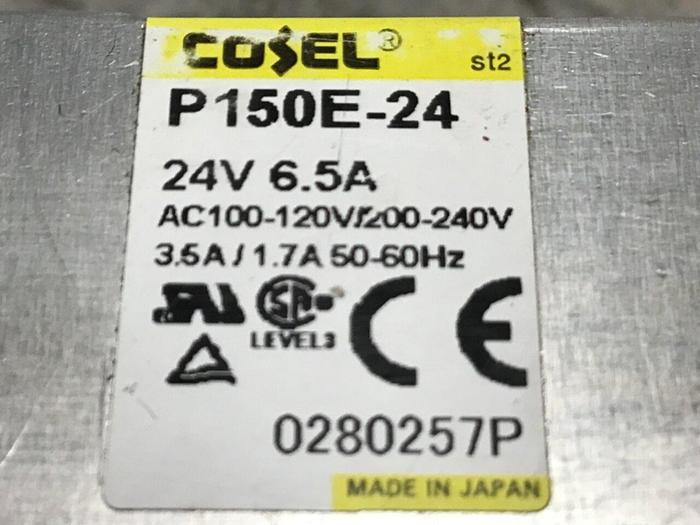 COSEL® st2
P150E-24
24V 6.5A
AC100-120V/200-240V
3.5A / 1.7A 50-60Hz
LEVEL3
0280257P
MADE IN JAPAN